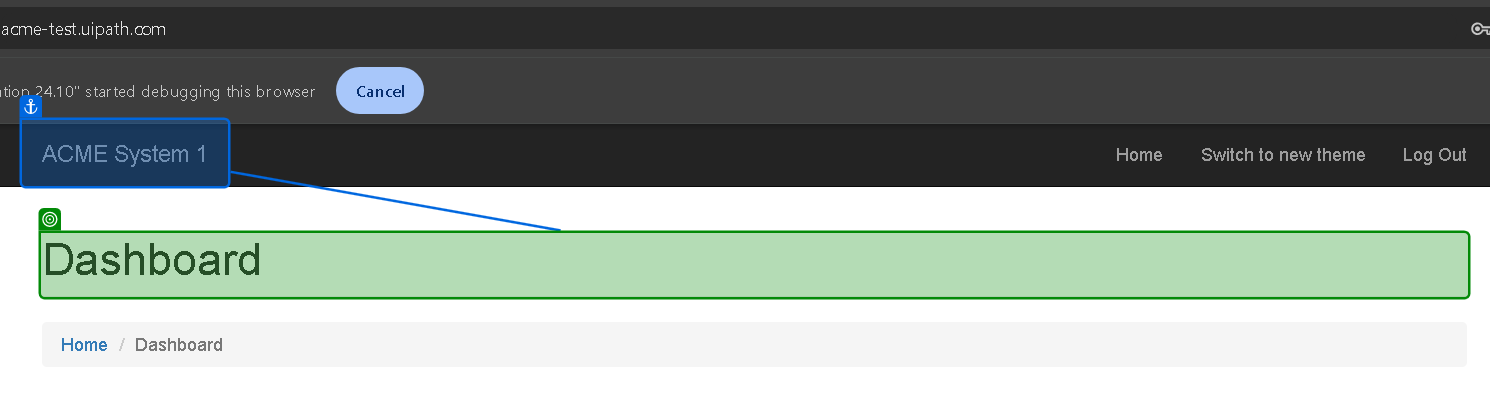 acme-test.uipath.com
24.10" started debugging this browser
Cancel
ACME System 1
Home Switch to new theme Log Out
Dashboard
Home / Dashboard